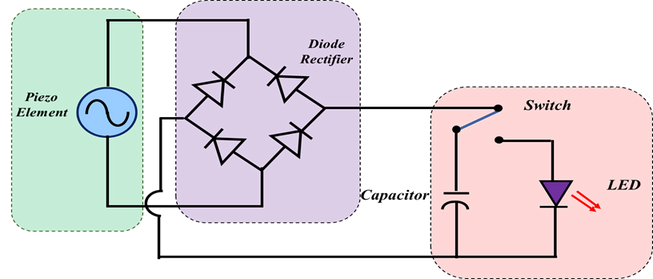 Piezo
Element
Diode
Rectifier
Switch
Capacitor
LED